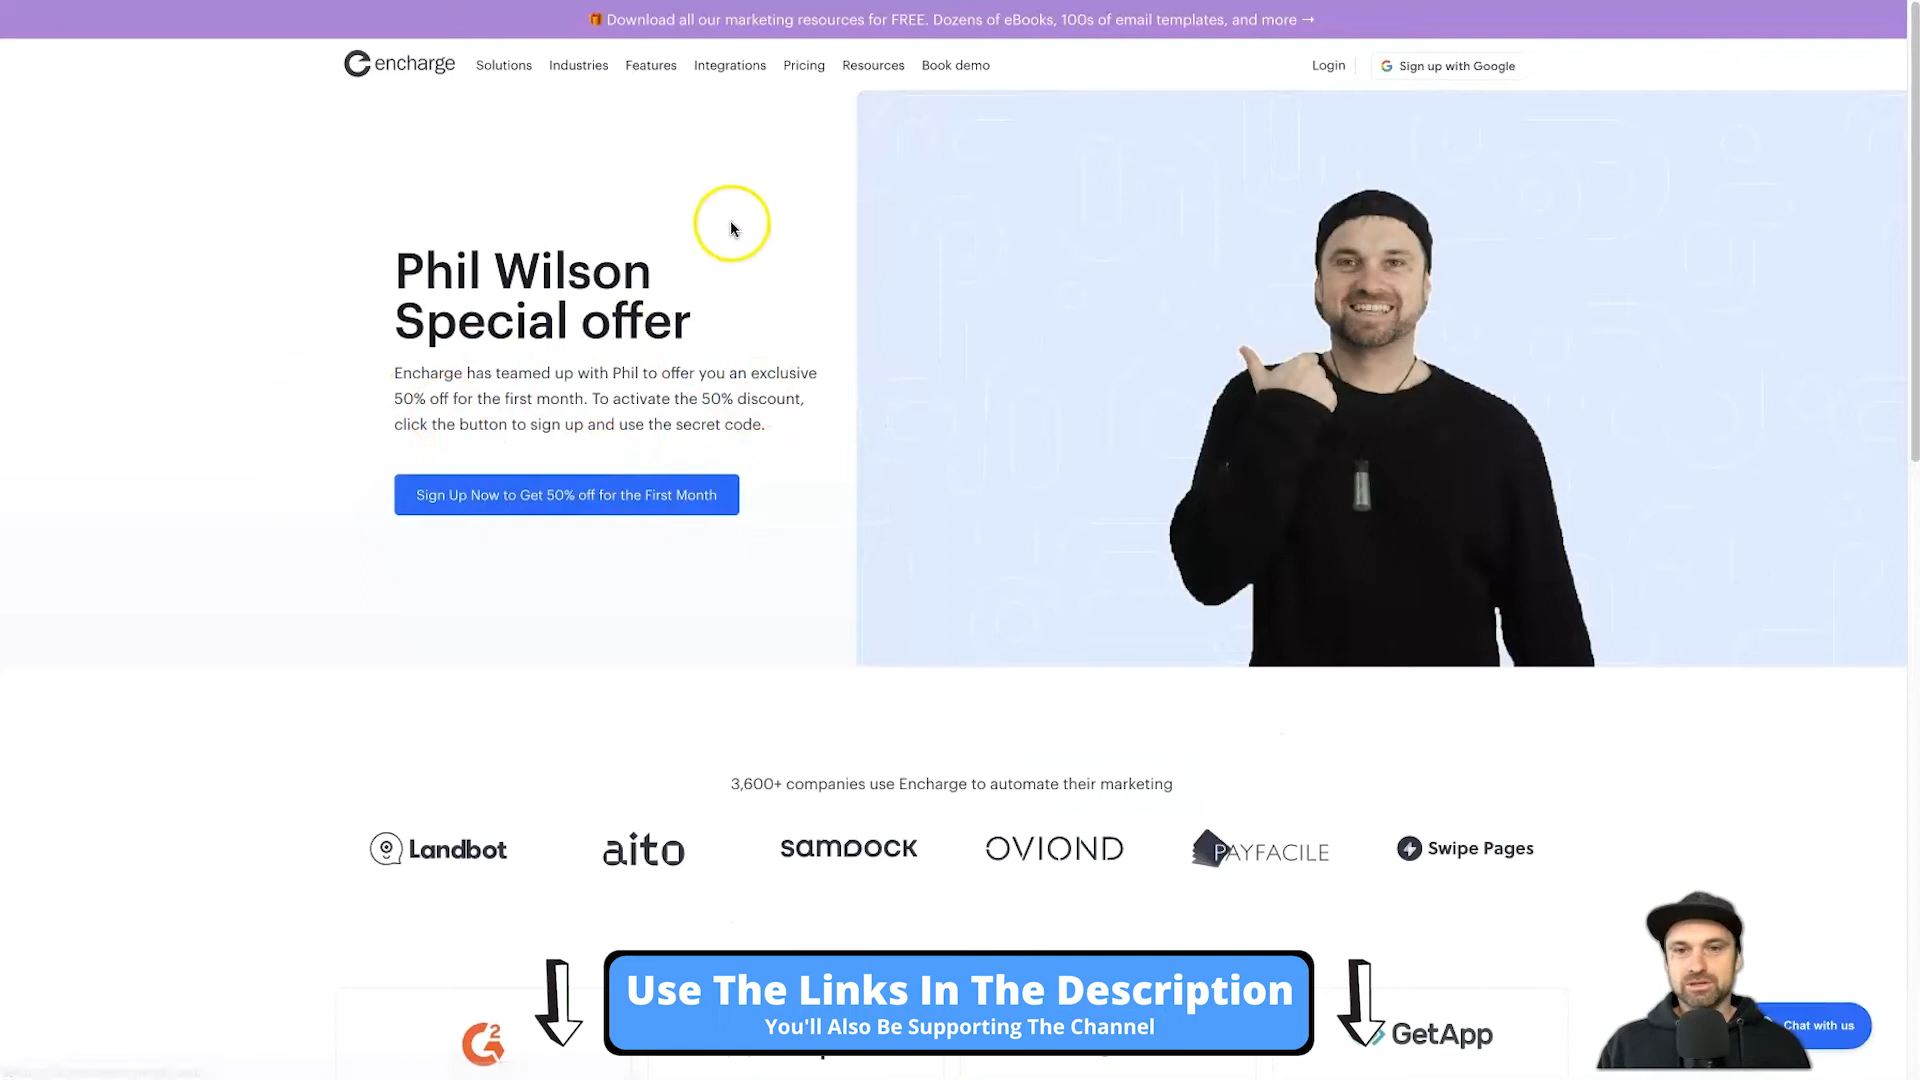 🎁 Download all our marketing resources for FREE. Dozens of eBooks, 100s of email templates, and more →
encharge Solutions Industries Features Integrations Pricing Resources Book demo Login Sign up with Google
Phil Wilson
Special offer
Encharge has teamed up with Phil to offer you an exclusive
50% off for the first month. To activate the 50% discount,
click the button to sign up and use the secret code.
Sign Up Now to Get 50% off for the First Month
3,600+ companies use Encharge to automate their marketing
Landbot aito SAMDOCK OVIOND PAYFACILE Swipe Pages
Use The Links In The Description
You'll Also Be Supporting The Channel
G2 GetApp
Chat with us